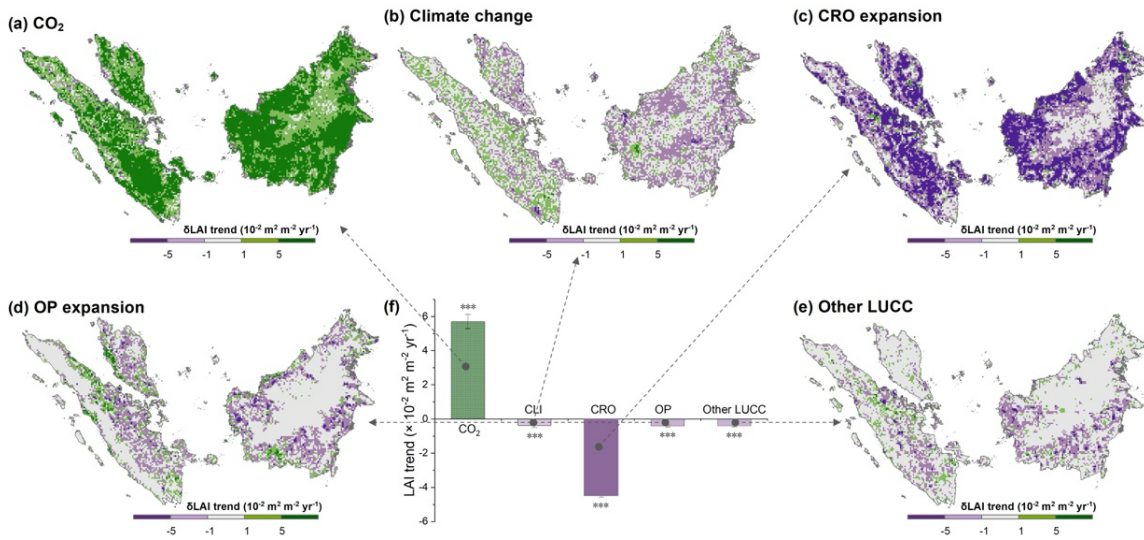 (a) CO₂
(b) Climate change
(c) CRO expansion
δLAI trend (10⁻² m² m⁻² yr⁻¹)
-5 -1 1 5
δLAI trend (10⁻² m² m⁻² yr⁻¹)
-5 -1 1 5
δLAI trend (10⁻² m² m⁻² yr⁻¹)
-5 -1 1 5
(d) OP expansion
(f)
(e) Other LUCC
LAI trend (× 10⁻² m² m⁻² yr⁻¹)
6
4
2
0
-2
-4
-6
***
CO₂
CLI
***
CRO
***
OP
***
Other LUCC
***
δLAI trend (10⁻² m² m⁻² yr⁻¹)
-5 -1 1 5
δLAI trend (10⁻² m² m⁻² yr⁻¹)
-5 -1 1 5